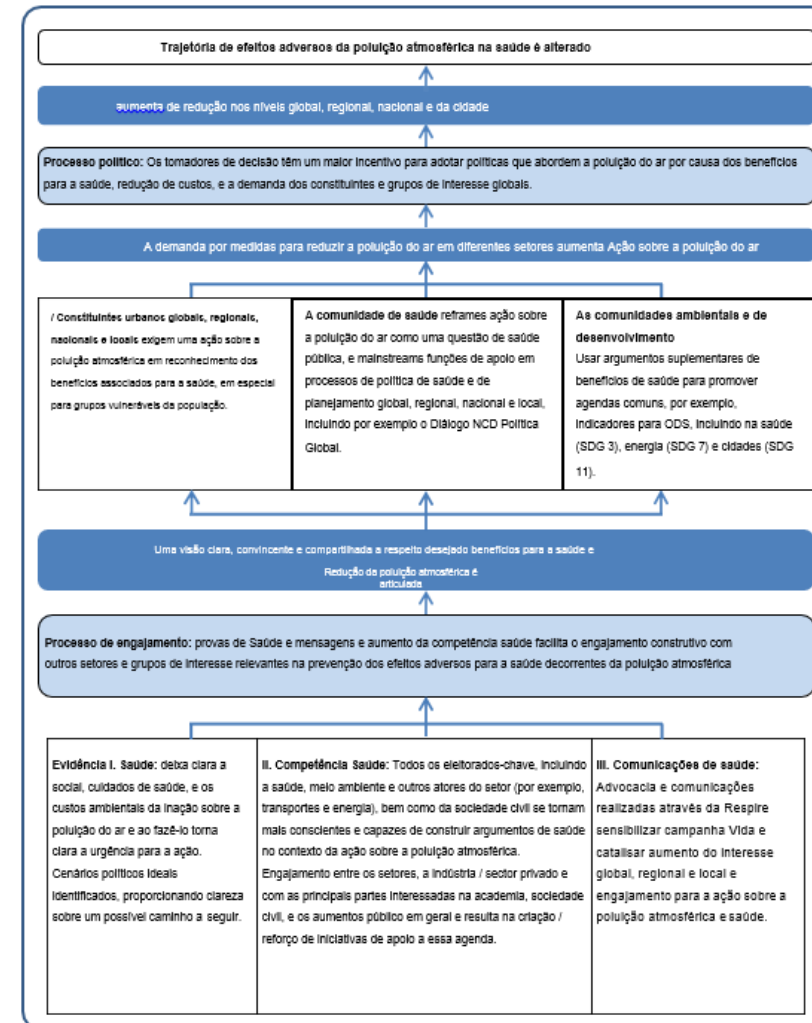 Trajetória de efeitos adversos da poluição atmosférica na saúde é alterado
aumenta de redução nos níveis global, regional, nacional e da cidade
Processo político: Os tomadores de decisão têm um maior incentivo para adotar políticas que abordem a poluição do ar por causa dos benefícios
para a saúde, redução de custos, e a demanda dos constituintes e grupos de interesse globais.
A demanda por medidas para reduzir a poluição do ar em diferentes setores aumenta Ação sobre a poluição do ar
/ Constituintes urbanos globais, regionais,
nacionais e locais exigem uma ação sobre a
poluição atmosférica em reconhecimento dos
benefícios associados para a saúde, em especial
para grupos vulneráveis da população.
A comunidade de saúde reframes ação sobre
a poluição do ar como uma questão de saúde
pública, e mainstreams funções de apoio em
processos de política de saúde e de
planejamento global, regional, nacional e local,
incluindo por exemplo o Diálogo NCD Política
Global.
As comunidades ambientais e de
desenvolvimento
Usar argumentos suplementares de
benefícios de saúde para promover
agendas comuns, por exemplo,
indicadores para ODS, incluindo na saúde
(SDG 3), energia (SDG 7) e cidades (SDG
11).
Uma visão clara, convincente e compartilhada a respeito desejado benefícios para a saúde e
Redução da poluição atmosférica é
articulada
Processo de engajamento: provas de Saúde e mensagens e aumento da competência saúde facilita o engajamento construtivo com
outros setores e grupos de interesse relevantes na prevenção dos efeitos adversos para a saúde decorrentes da poluição atmosférica
Evidência I. Saúde: deixa clara a
social, cuidados de saúde, e os
custos ambientais da inação sobre a
poluição do ar e ao fazê-lo torna
clara a urgência para a ação.
Cenários políticos ideais
identificados, proporcionando clareza
sobre um possível caminho a seguir.
II. Competência Saúde: Todos os eleitorados-chave, incluindo
a saúde, meio ambiente e outros atores do setor (por exemplo,
transportes e energia), bem como da sociedade civil se tornam
mais conscientes e capazes de construir argumentos de saúde
no contexto da ação sobre a poluição atmosférica.
Engajamento entre os setores, a indústria / sector privado e
com as principais partes interessadas na academia, sociedade
civil, e os aumentos público em geral e resulta na criação /
reforço de iniciativas de apoio a essa agenda.
III. Comunicações de saúde:
Advocacia e comunicações
realizadas através da Respire
sensibilizar campanha Vida e
catalisar aumento do interesse
global, regional e local e
engajamento para a ação sobre a
poluição atmosférica e saúde.